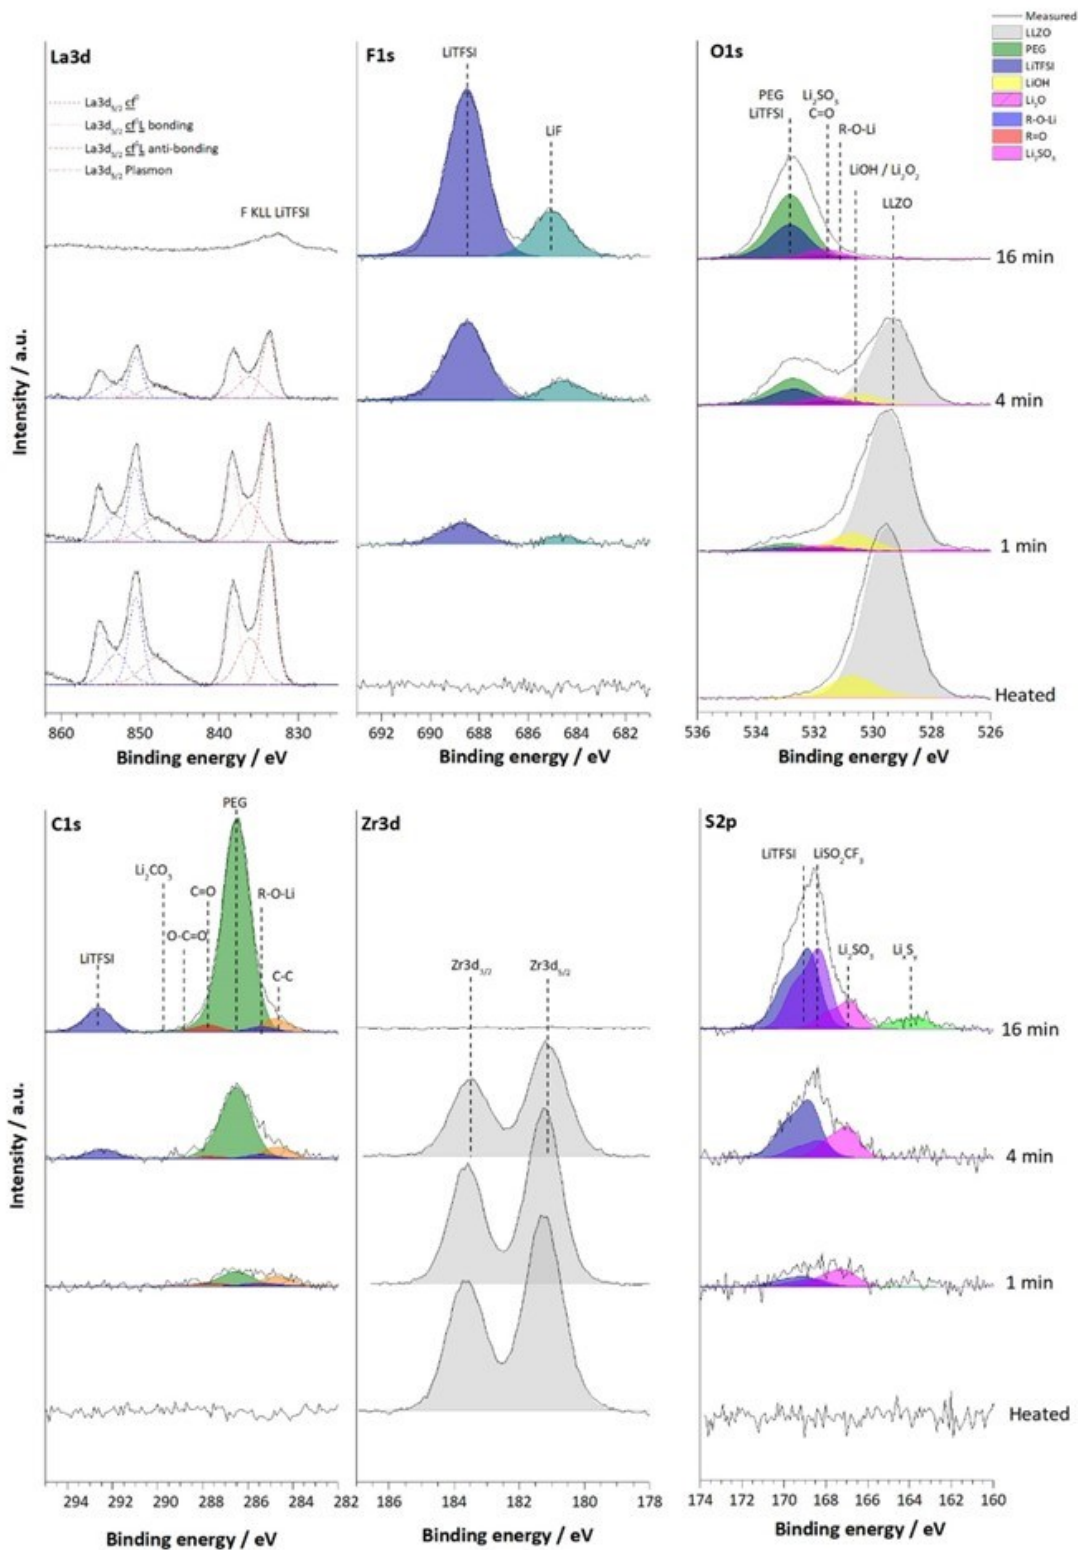 La3d
La3d5/2 cf0
La3d5/2 cf1L bonding
La3d5/2 cf1L anti-bonding
La3d5/2 Plasmon
F KLL LiTFSI
860 850 840 830
Binding energy / eV
Intensity / a.u.
F1s
LiTFSI
LiF
692 690 688 686 684 682
Binding energy / eV
O1s
Measured
LLZO
PEG
LiTFSI
LiOH
Li2O
R-O-Li
R=O
Li2SO3
PEG
LiTFSI
Li2SO3
C=O
R-O-Li
LiOH / Li2O2
LLZO
16 min
4 min
1 min
Heated
536 534 532 530 528 526
Binding energy / eV
C1s
PEG
Li2CO3
C=O
R-O-Li
O-C=O
LiTFSI
C-C
294 292 290 288 286 284 282
Binding energy / eV
Intensity / a.u.
Zr3d
Zr3d3/2
Zr3d5/2
186 184 182 180 178
Binding energy / eV
S2p
LiTFSI
LiSO2CF3
Li2SO3
LixSy
16 min
4 min
1 min
Heated
174 172 170 168 166 164 162 160
Binding energy / eV